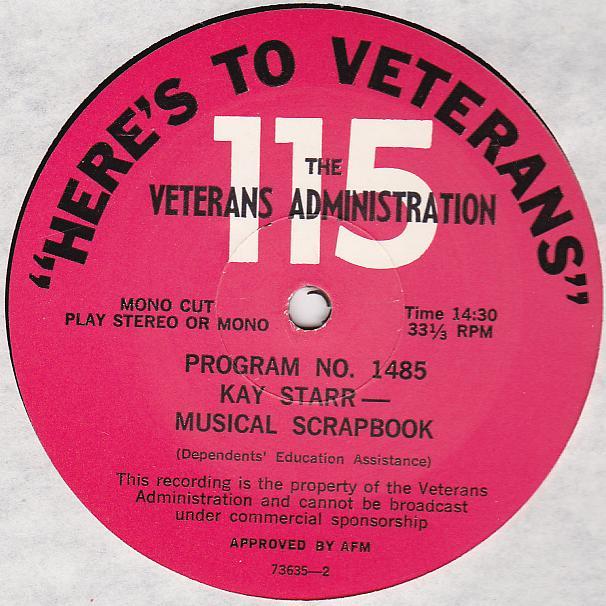 "HERE'S TO VETERANS"
115
THE
VETERANS ADMINISTRATION
MONO CUT
PLAY STEREO OR MONO
Time 14:30
33⅓ RPM
PROGRAM NO. 1485
KAY STARR—
MUSICAL SCRAPBOOK
(Dependents' Education Assistance)
This recording is the property of the Veterans
Administration and cannot be broadcast
under commercial sponsorship
APPROVED BY AFM
73635—2